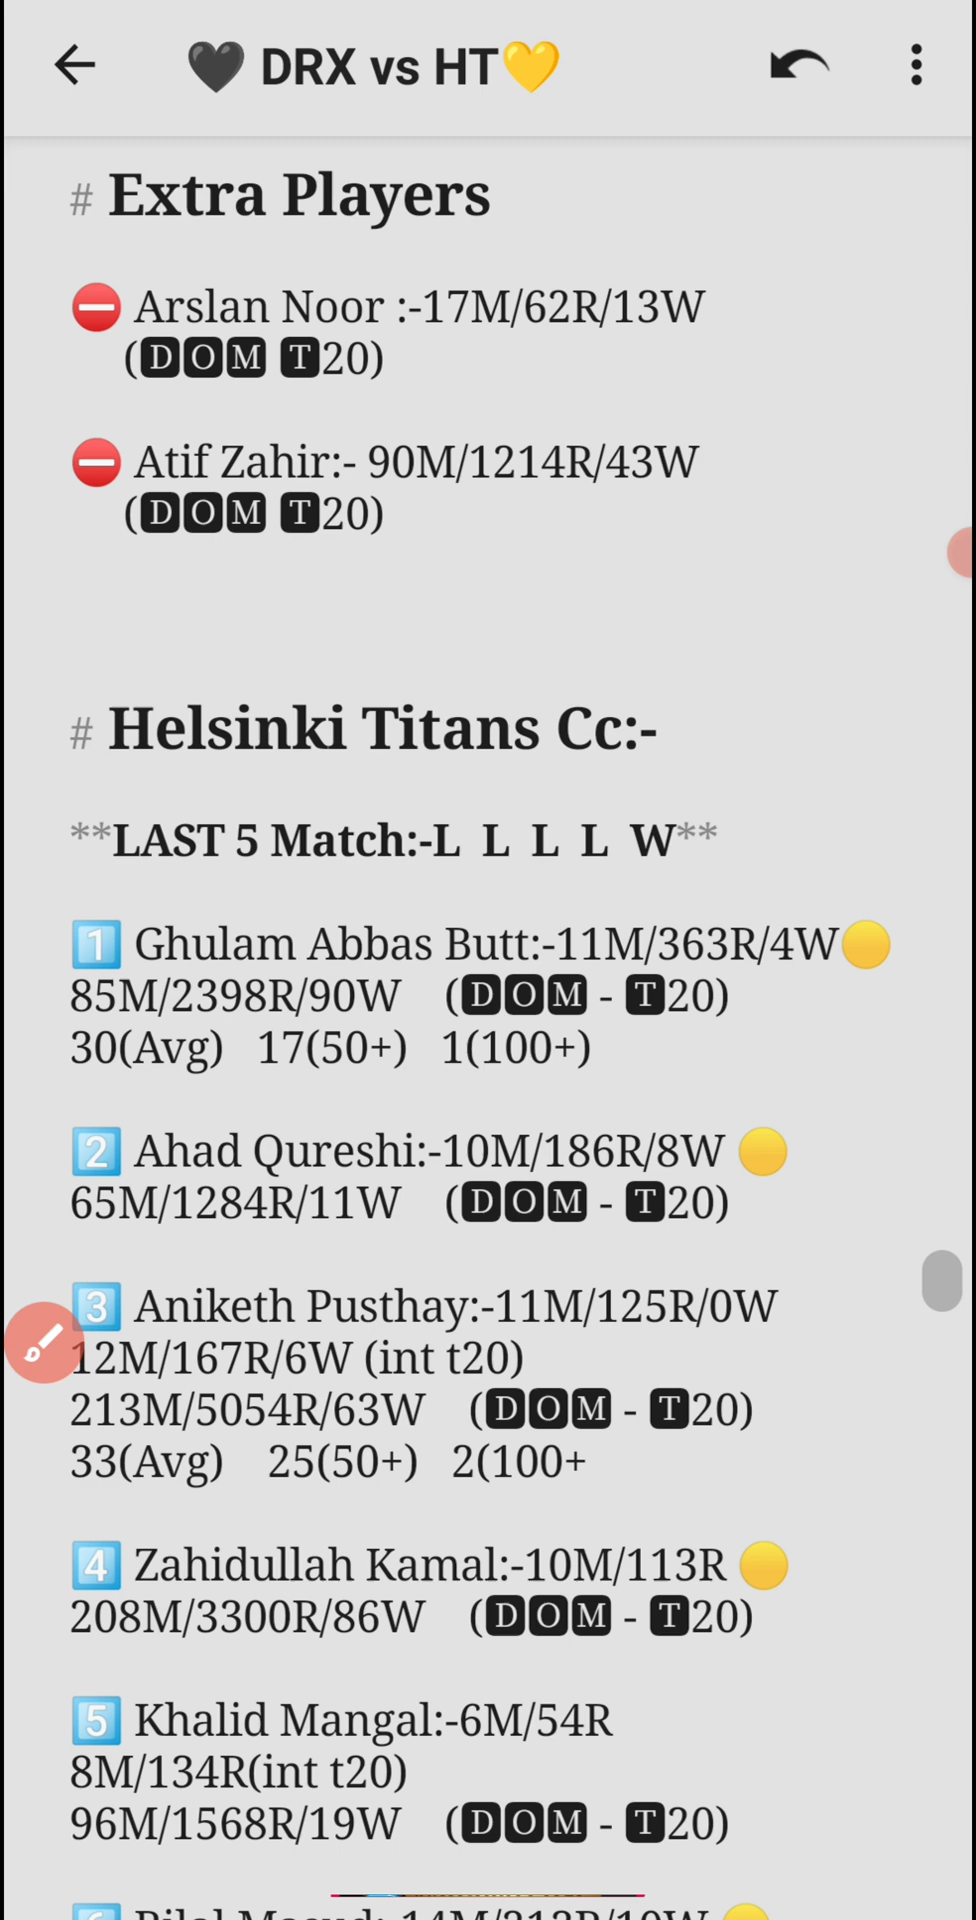 🖤 DRX vs HT💛
# Extra Players
⛔ Arslan Noor :-17M/62R/13W
(🅳🅾🅼 🆃20)
⛔ Atif Zahir:- 90M/1214R/43W
(🅳🅾🅼 🆃20)
# Helsinki Titans Cc:-
**LAST 5 Match:-L L L L W**
1️⃣ Ghulam Abbas Butt:-11M/363R/4W🟡
85M/2398R/90W (🅳🅾🅼 - 🆃20)
30(Avg) 17(50+) 1(100+)
2️⃣ Ahad Qureshi:-10M/186R/8W 🟡
65M/1284R/11W (🅳🅾🅼 - 🆃20)
3️⃣ Aniketh Pusthay:-11M/125R/0W
12M/167R/6W (int t20)
213M/5054R/63W (🅳🅾🅼 - 🆃20)
33(Avg) 25(50+) 2(100+
4️⃣ Zahidullah Kamal:-10M/113R 🟡
208M/3300R/86W (🅳🅾🅼 - 🆃20)
5️⃣ Khalid Mangal:-6M/54R
8M/134R(int t20)
96M/1568R/19W (🅳🅾🅼 - 🆃20)